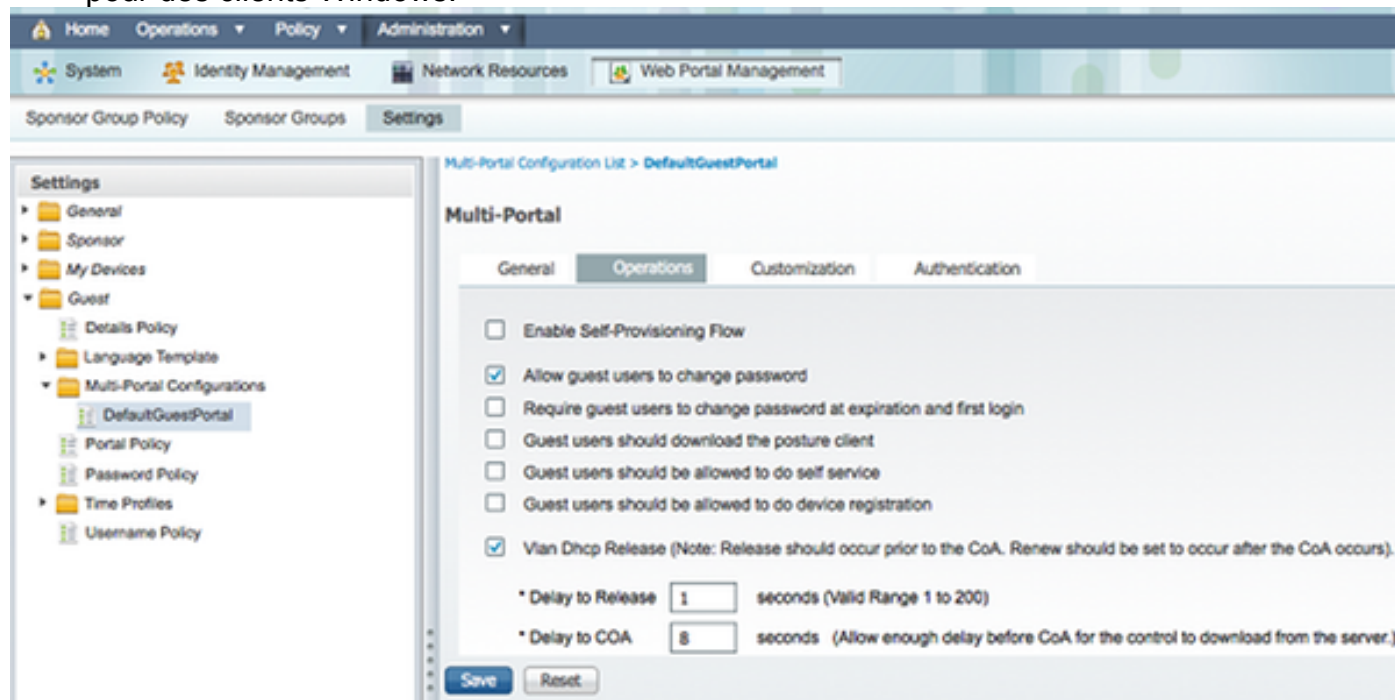 pour des clients Windows.
Home Operations Policy Administration
System Identity Management Network Resources Web Portal Management
Sponsor Group Policy Sponsor Groups Settings
Settings
General
Sponsor
My Devices
Guest
Details Policy
Language Template
Multi-Portal Configurations
DefaultGuestPortal
Portal Policy
Password Policy
Time Profiles
Username Policy
Multi-Portal Configuration List > DefaultGuestPortal
Multi-Portal
General Operations Customization Authentication
Enable Self-Provisioning Flow
Allow guest users to change password
Require guest users to change password at expiration and first login
Guest users should download the posture client
Guest users should be allowed to do self service
Guest users should be allowed to do device registration
Vlan Dhcp Release (Note: Release should occur prior to the CoA. Renew should be set to occur after the CoA occurs).
* Delay to Release 1 seconds (Valid Range 1 to 200)
* Delay to COA 8 seconds (Allow enough delay before CoA for the control to download from the server.)
Save Reset